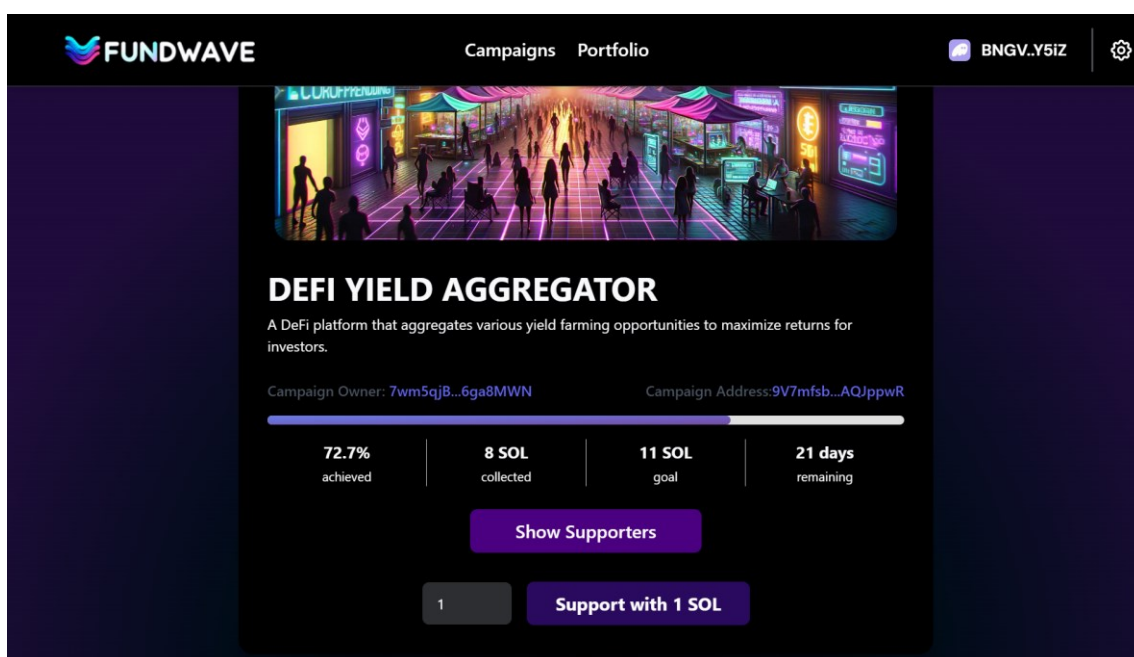 FUNDWAVE
Campaigns Portfolio
BNGV..Y5iZ
DEFI YIELD AGGREGATOR
A DeFi platform that aggregates various yield farming opportunities to maximize returns for
investors.
Campaign Owner: 7wm5qjB...6ga8MWN Campaign Address:9V7mfsb...AQJppwR
72.7% 8 SOL 11 SOL 21 days
achieved collected goal remaining
Show Supporters
1
Support with 1 SOL